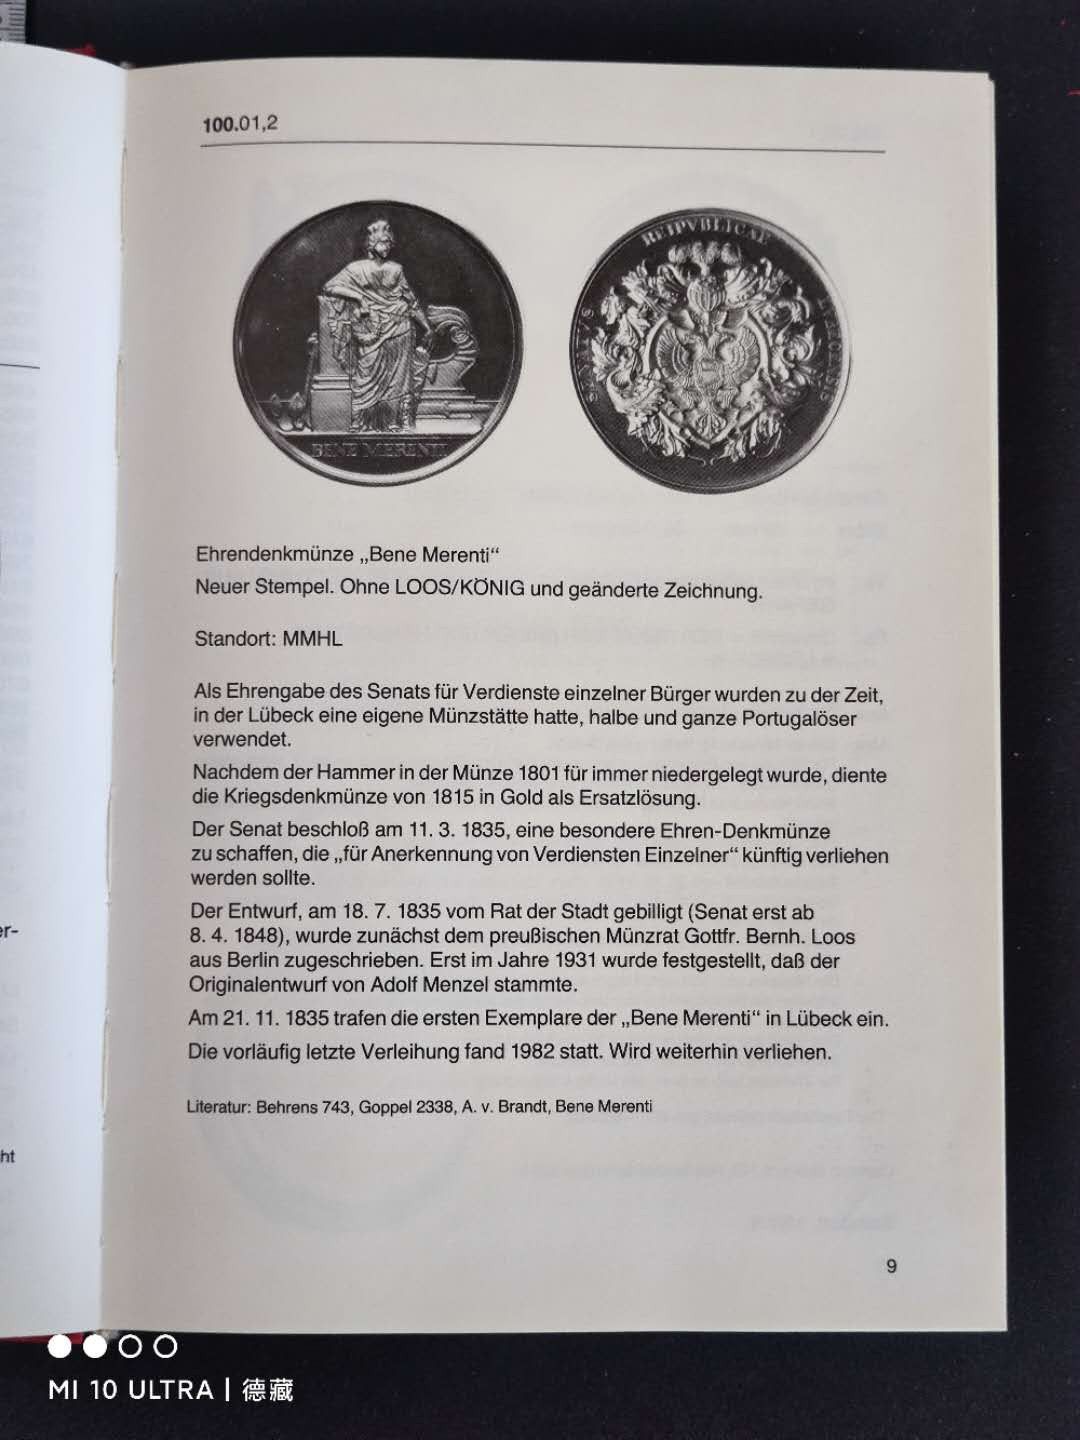 100.01,2
REIPVBLICAE
BENE MERENTI
Ehrendenkmünze „Bene Merenti“
Neuer Stempel. Ohne LOOS/KÖNIG und geänderte Zeichnung.
Standort: MMHL
Als Ehrengabe des Senats für Verdienste einzelner Bürger wurden zu der Zeit,
in der Lübeck eine eigene Münzstätte hatte, halbe und ganze Portugalöser
verwendet.
Nachdem der Hammer in der Münze 1801 für immer niedergelegt wurde, diente
die Kriegsdenkmünze von 1815 in Gold als Ersatzlösung.
Der Senat beschloß am 11. 3. 1835, eine besondere Ehren-Denkmünze
zu schaffen, die „für Anerkennung von Verdiensten Einzelner“ künftig verliehen
werden sollte.
Der Entwurf, am 18. 7. 1835 vom Rat der Stadt gebilligt (Senat erst ab
8. 4. 1848), wurde zunächst dem preußischen Münzrat Gottfr. Bernh. Loos
aus Berlin zugeschrieben. Erst im Jahre 1931 wurde festgestellt, daß der
Originalentwurf von Adolf Menzel stammte.
Am 21. 11. 1835 trafen die ersten Exemplare der „Bene Merenti“ in Lübeck ein.
Die vorläufig letzte Verleihung fand 1982 statt. Wird weiterhin verliehen.
Literatur: Behrens 743, Goppel 2338, A. v. Brandt, Bene Merenti
9
er-
ht
MI 10 ULTRA | 德藏